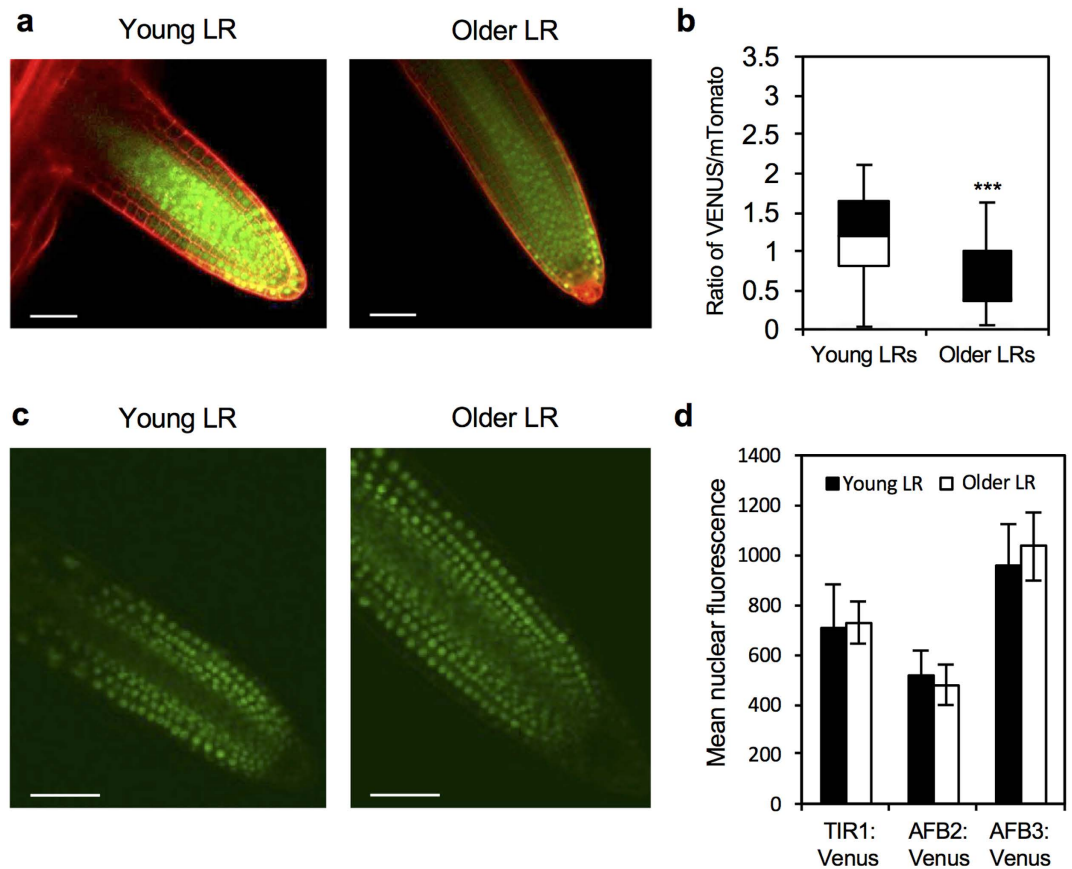 a
Young LR
Older LR
b
Ratio of VENUS/mTomato
3.5
3
2.5
2
1.5
1
0.5
0
***
Young LRs
Older LRs
c
Young LR
Older LR
d
Mean nuclear fluorescence
1400
1200
1000
800
600
400
200
0
Young LR
Older LR
TIR1:
Venus
AFB2:
Venus
AFB3:
Venus